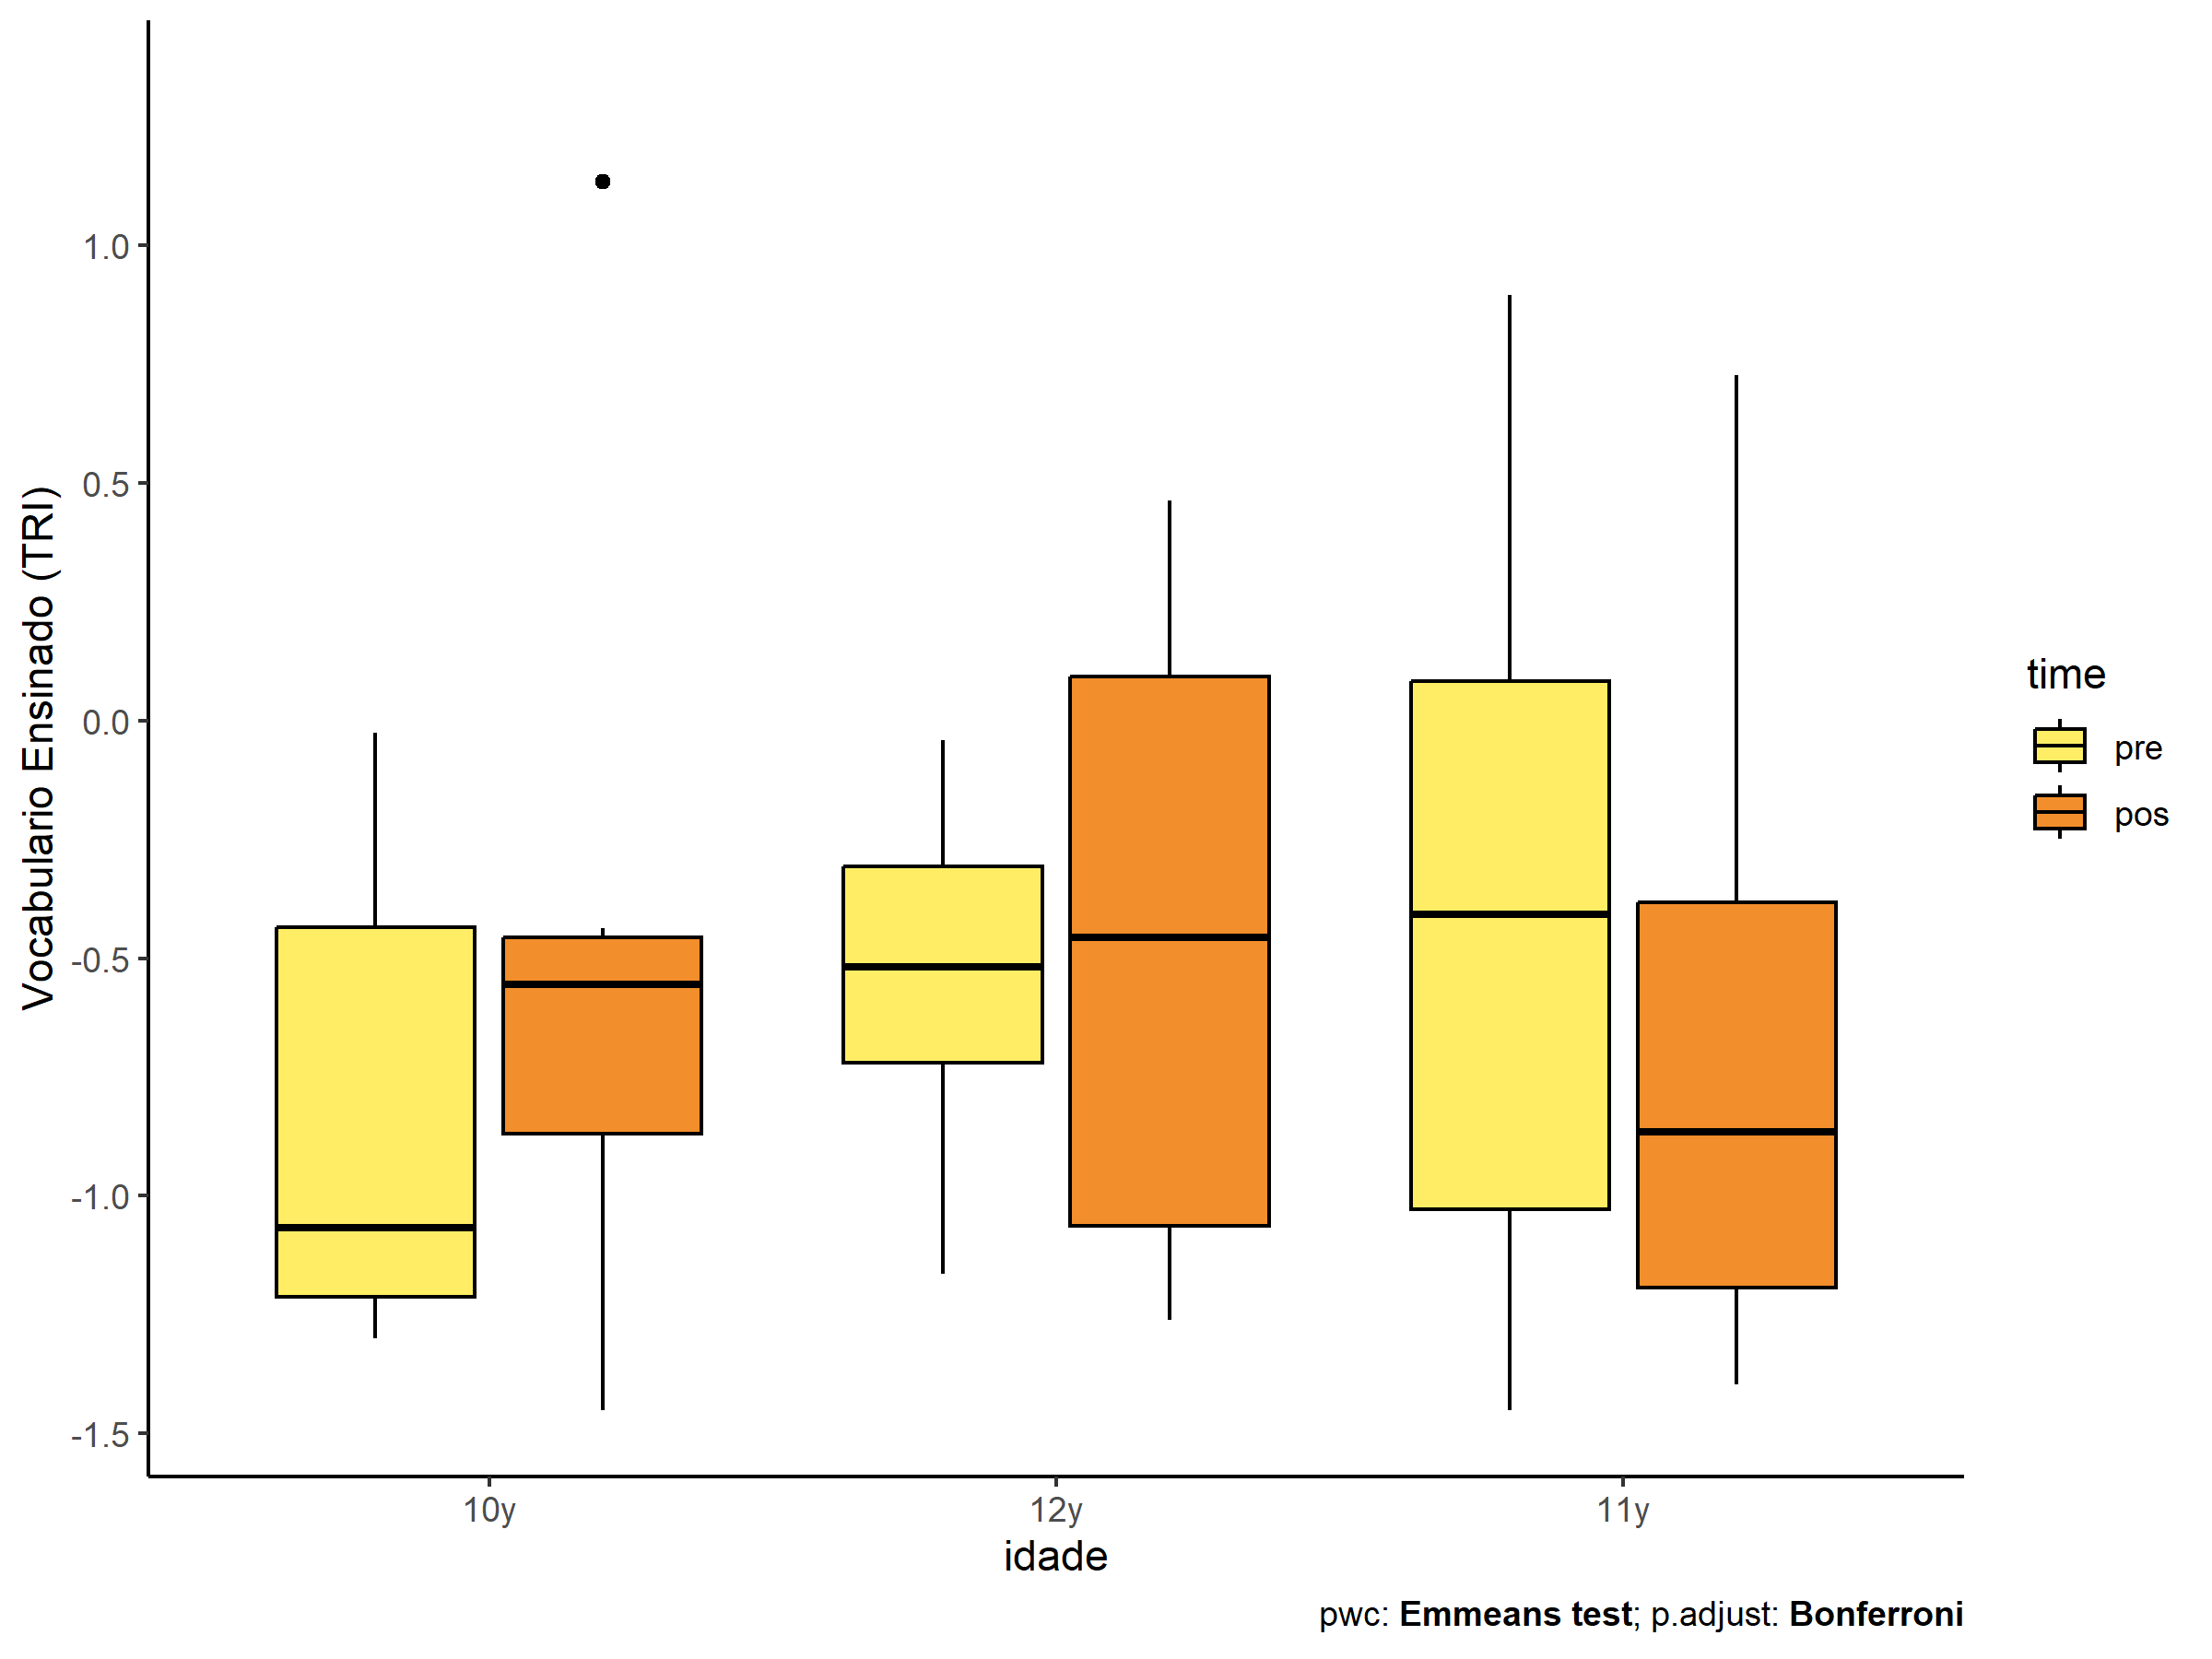 Vocabulario Ensinado (TRI)
1.0
0.5
0.0
-0.5
-1.0
-1.5
10y
12y
11y
idade
time
pre
pos
pwc: Emmeans test; p.adjust: Bonferroni